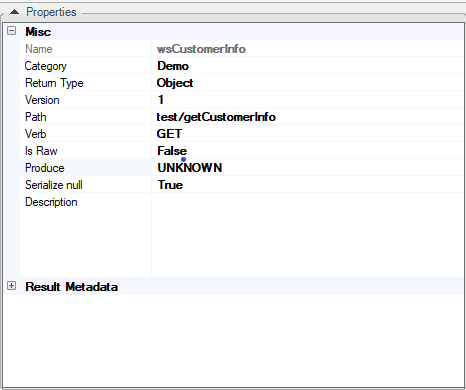 Properties
Misc
Name wsCustomerInfo
Category Demo
Return Type Object
Version 1
Path test/getCustomerInfo
Verb GET
Is Raw False
Produce UNKNOWN
Serialize null True
Description
Result Metadata